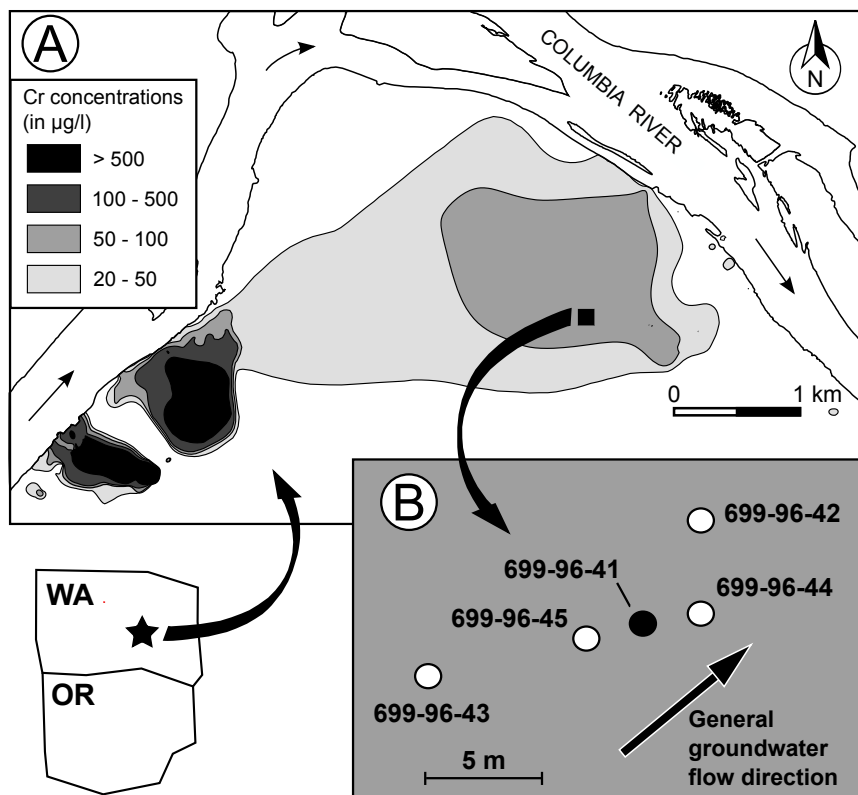 A
Cr concentrations
(in µg/l)
> 500
100 - 500
50 - 100
20 - 50
COLUMBIA RIVER
N
0 1 km
WA
OR
B
699-96-42
699-96-41
699-96-44
699-96-45
699-96-43
5 m
General
groundwater
flow direction